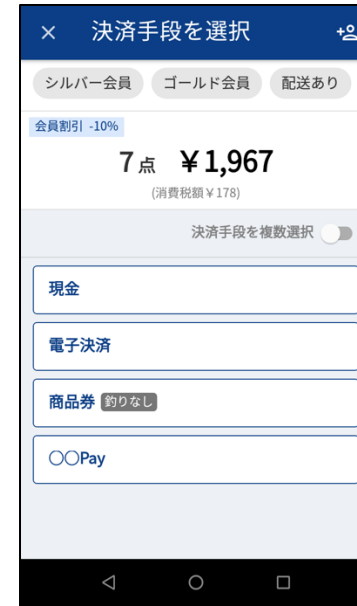 決済手段を選択
シルバー会員 ゴールド会員 配送あり
会員割引 -10%
7点 ¥1,967
(消費税額¥178)
決済手段を複数選択
現金
電子決済
商品券 釣りなし
○○Pay